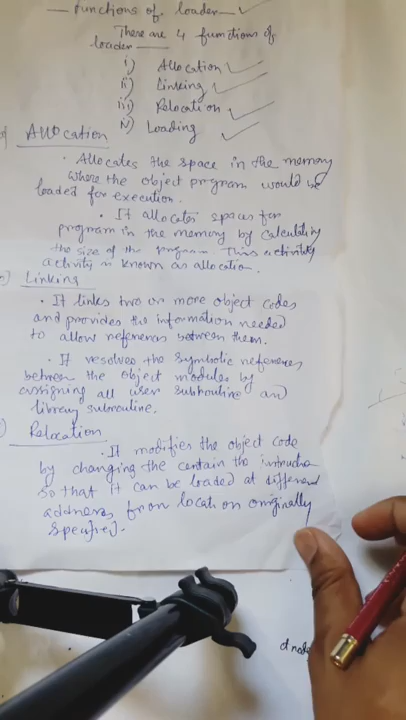 Functions of loader
There are 4 functions of
loader
i) Allocation
ii) Linking
iii) Relocation
iv) Loading
Allocation
• Allocates the space in the memory
where the object program would be
loaded for execution.
• It allocates space for
program in the memory by calculating
the size of the program. This activity
activity is known as allocation.
Linking
• It links two or more object codes
and provides the information needed
to allow references between them.
• It resolves the symbolic references
between the object modules by
assigning all user subroutine and
library subroutine.
Relocation
• It modifies the object code
by changing the certain the instruction
so that it can be loaded at different
address from location originally
specified.